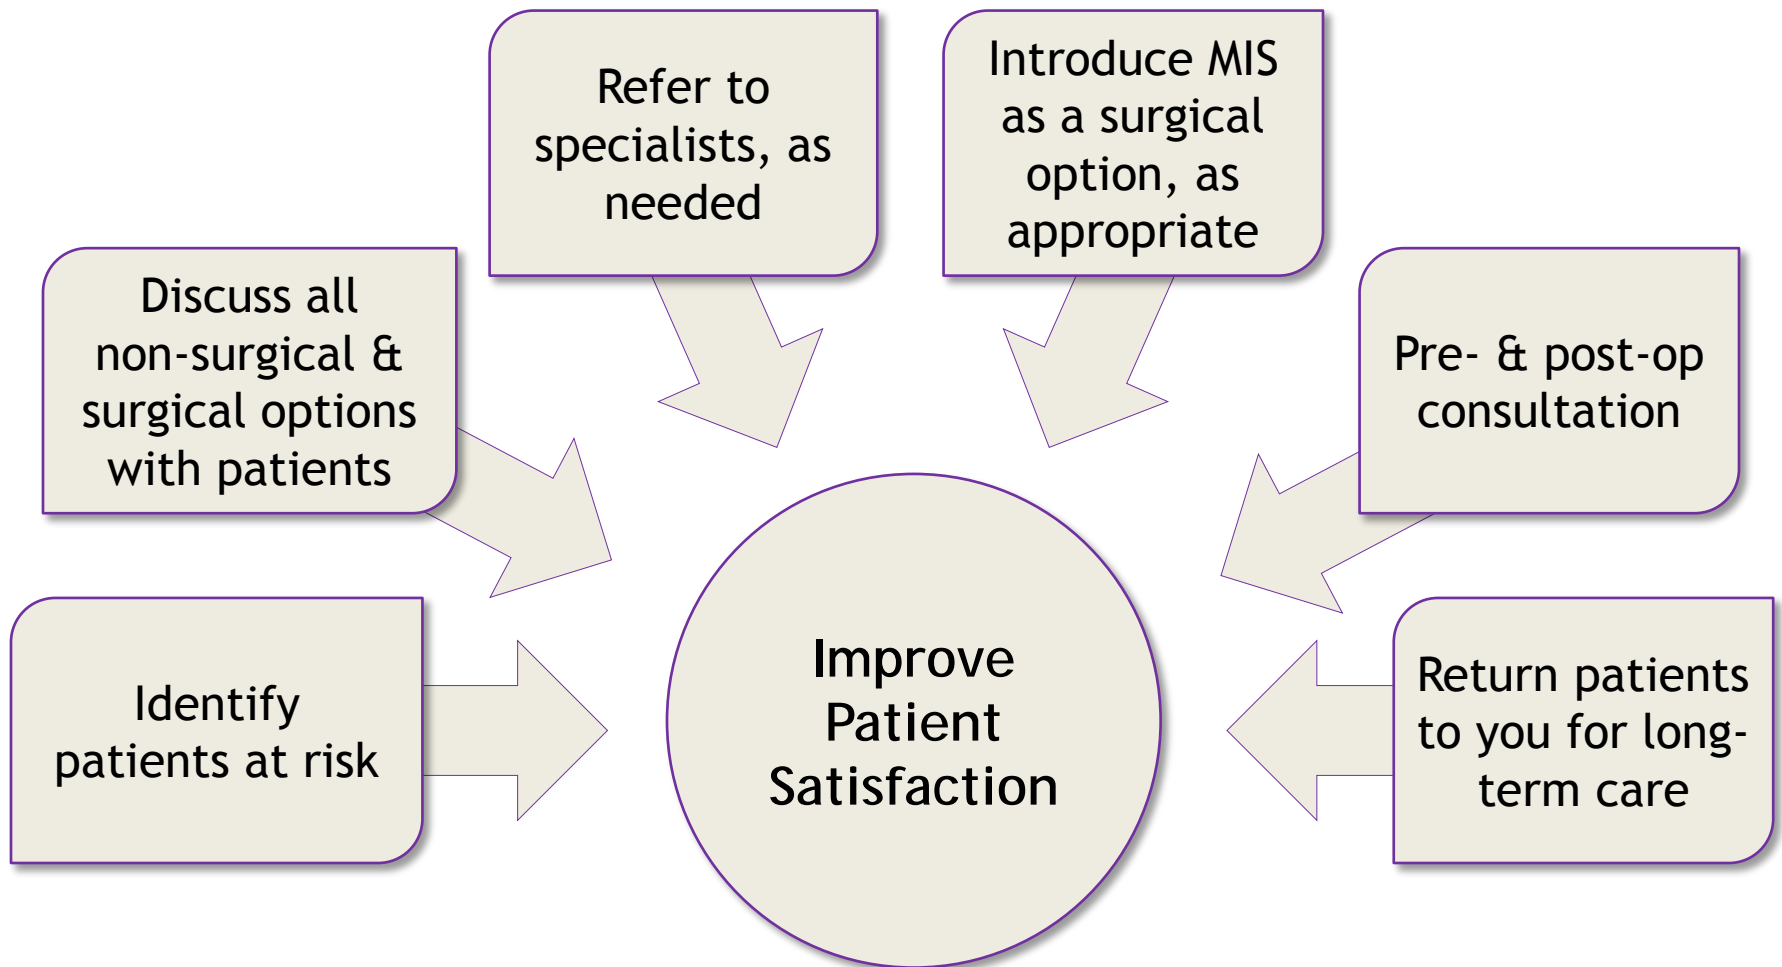 Refer to
specialists, as
needed
Introduce MIS
as a surgical
option, as
appropriate
Discuss all
non-surgical &
surgical options
with patients
Pre- & post-op
consultation
Identify
patients at risk
Improve
Patient
Satisfaction
Return patients
to you for long-
term care